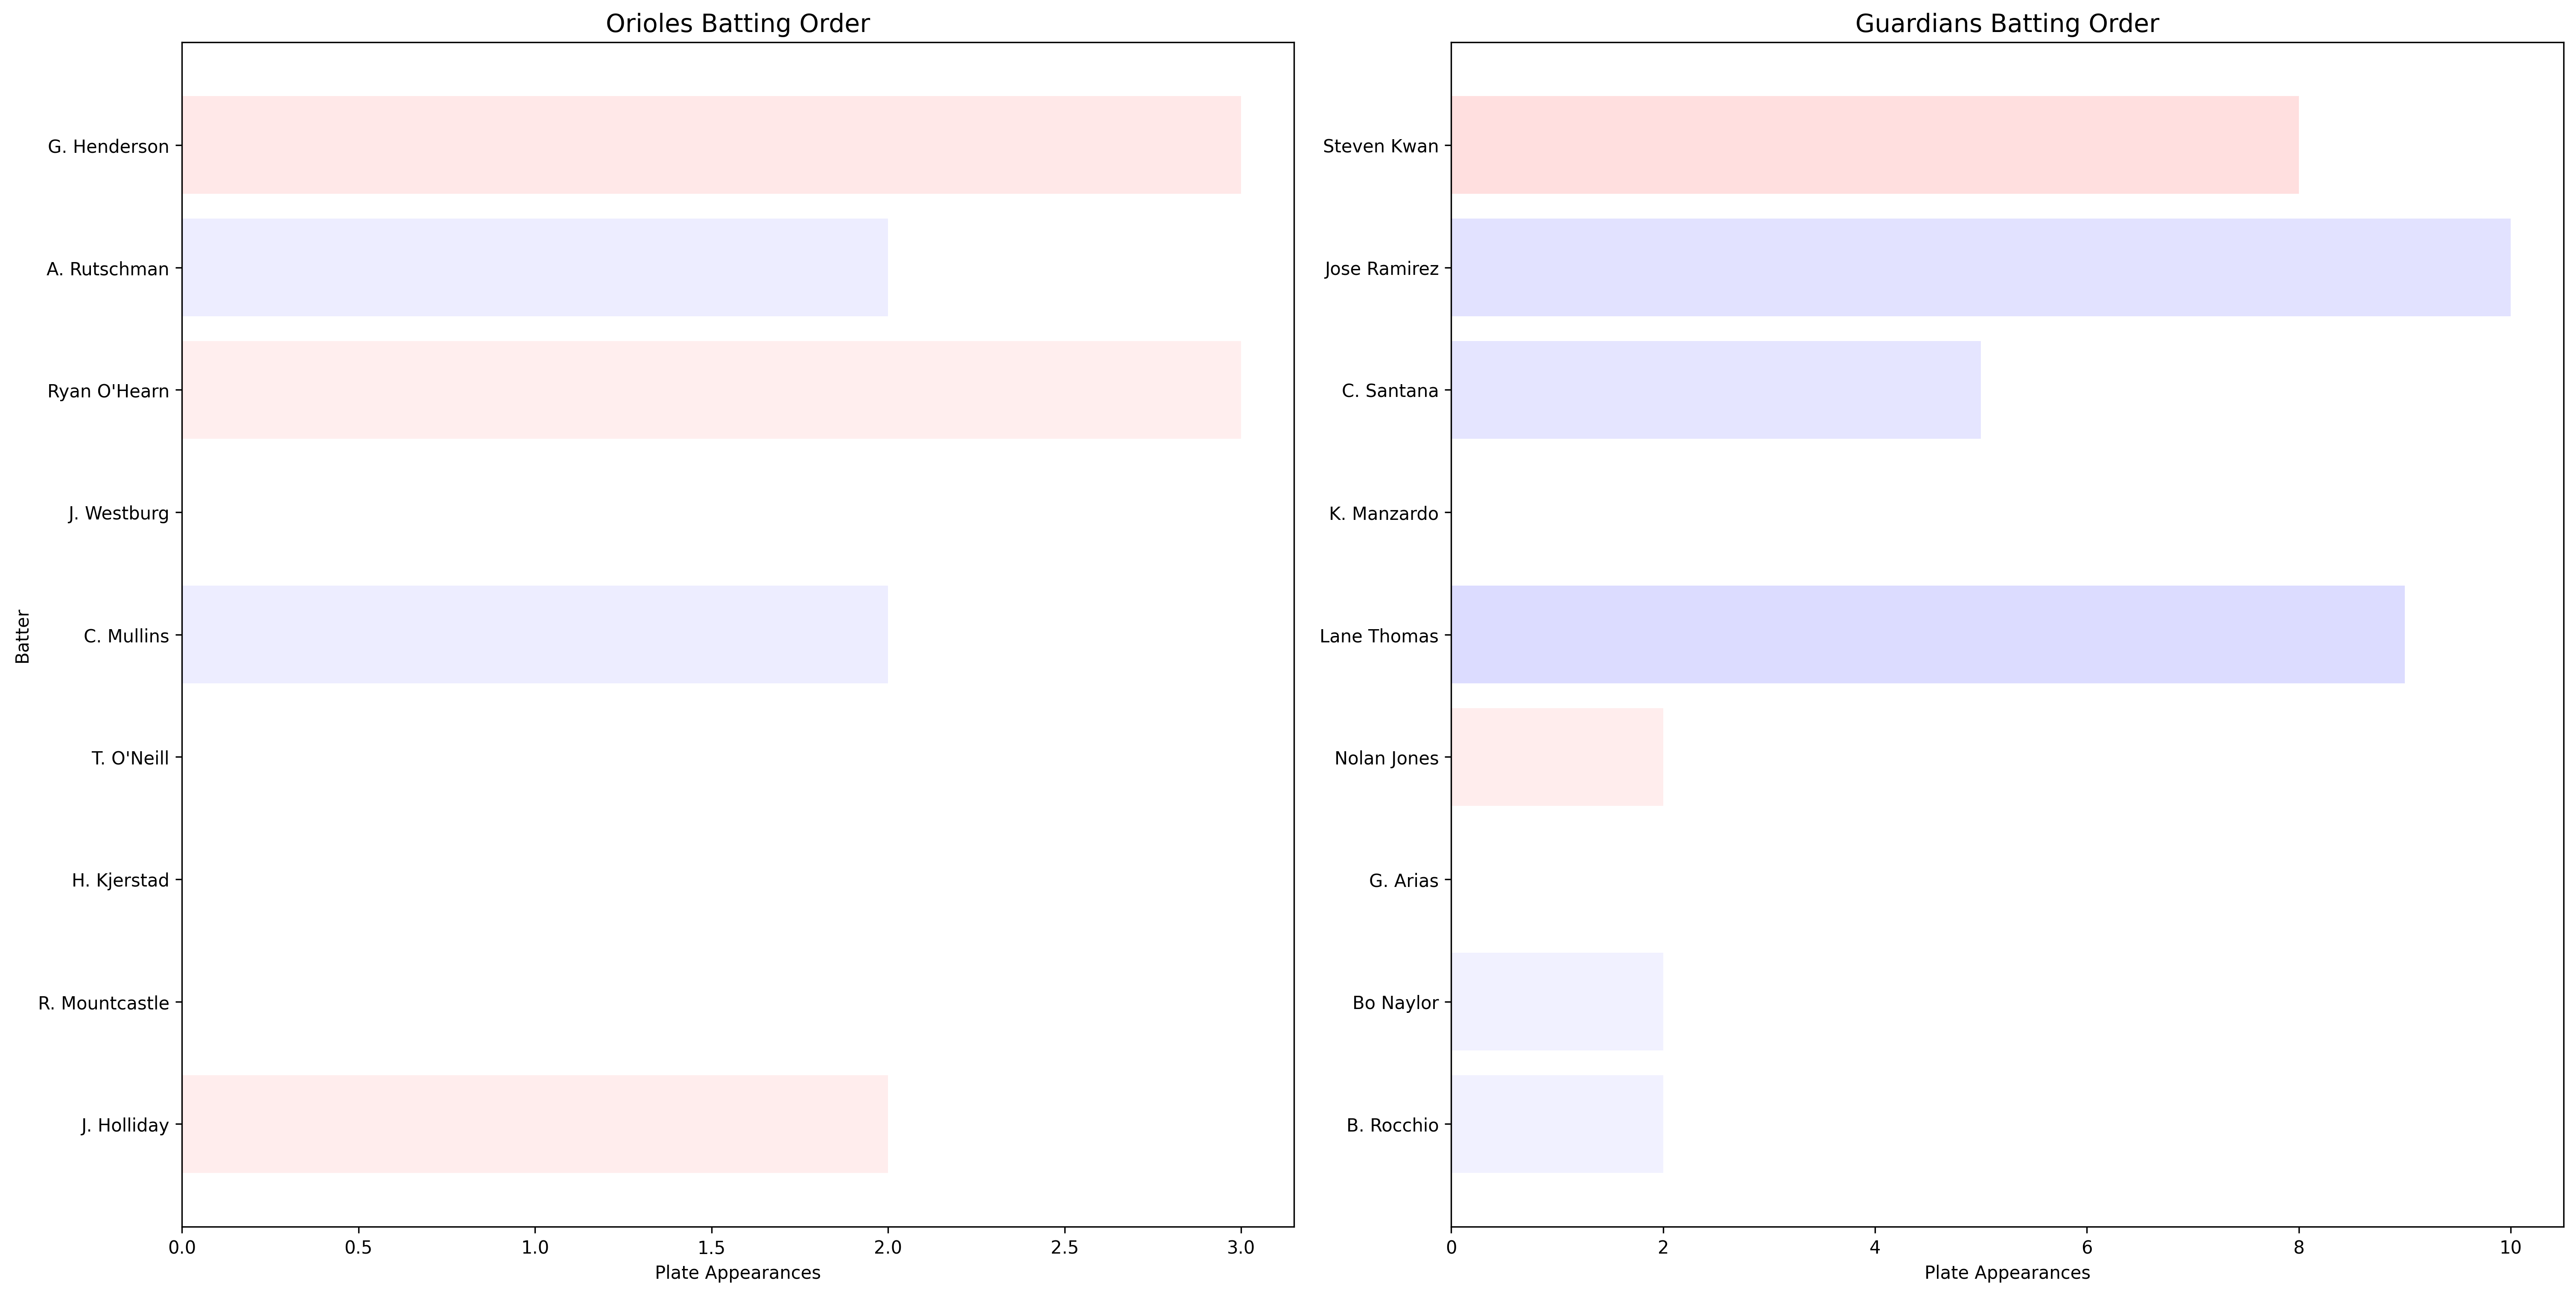 Orioles Batting Order
Batter
G. Henderson
A. Rutschman
Ryan O'Hearn
J. Westburg
C. Mullins
T. O'Neill
H. Kjerstad
R. Mountcastle
J. Holliday
0.0 0.5 1.0 1.5 2.0 2.5 3.0
Plate Appearances
Guardians Batting Order
Steven Kwan
Jose Ramirez
C. Santana
K. Manzardo
Lane Thomas
Nolan Jones
G. Arias
Bo Naylor
B. Rocchio
0 2 4 6 8 10
Plate Appearances